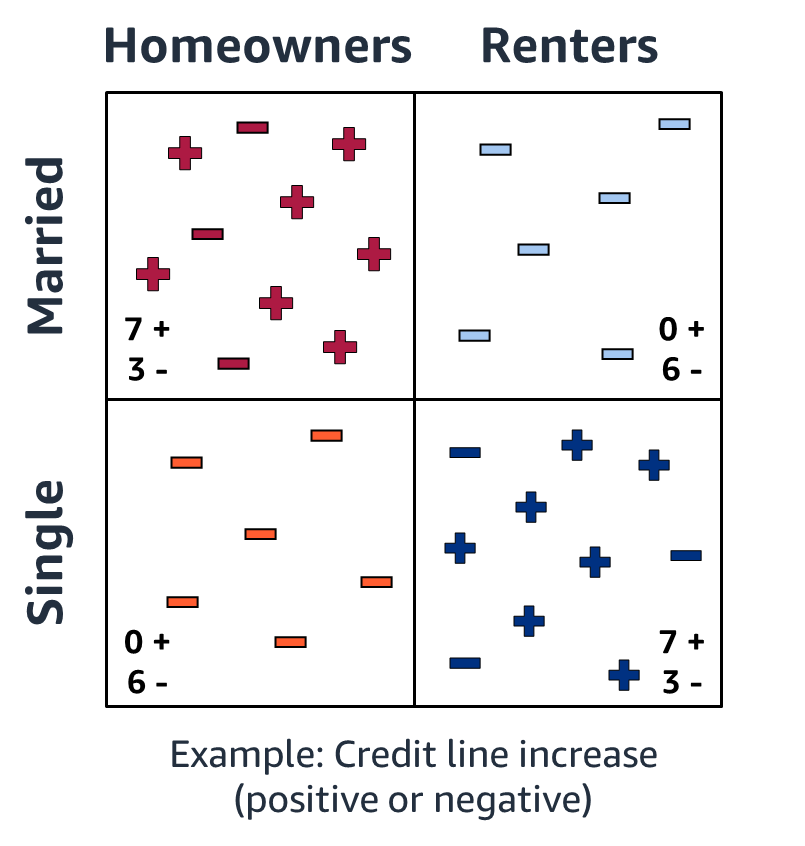 Homeowners Renters
Married
7 +
3 -
0 +
6 -
Single
0 +
6 -
7 +
3 -
Example: Credit line increase
(positive or negative)